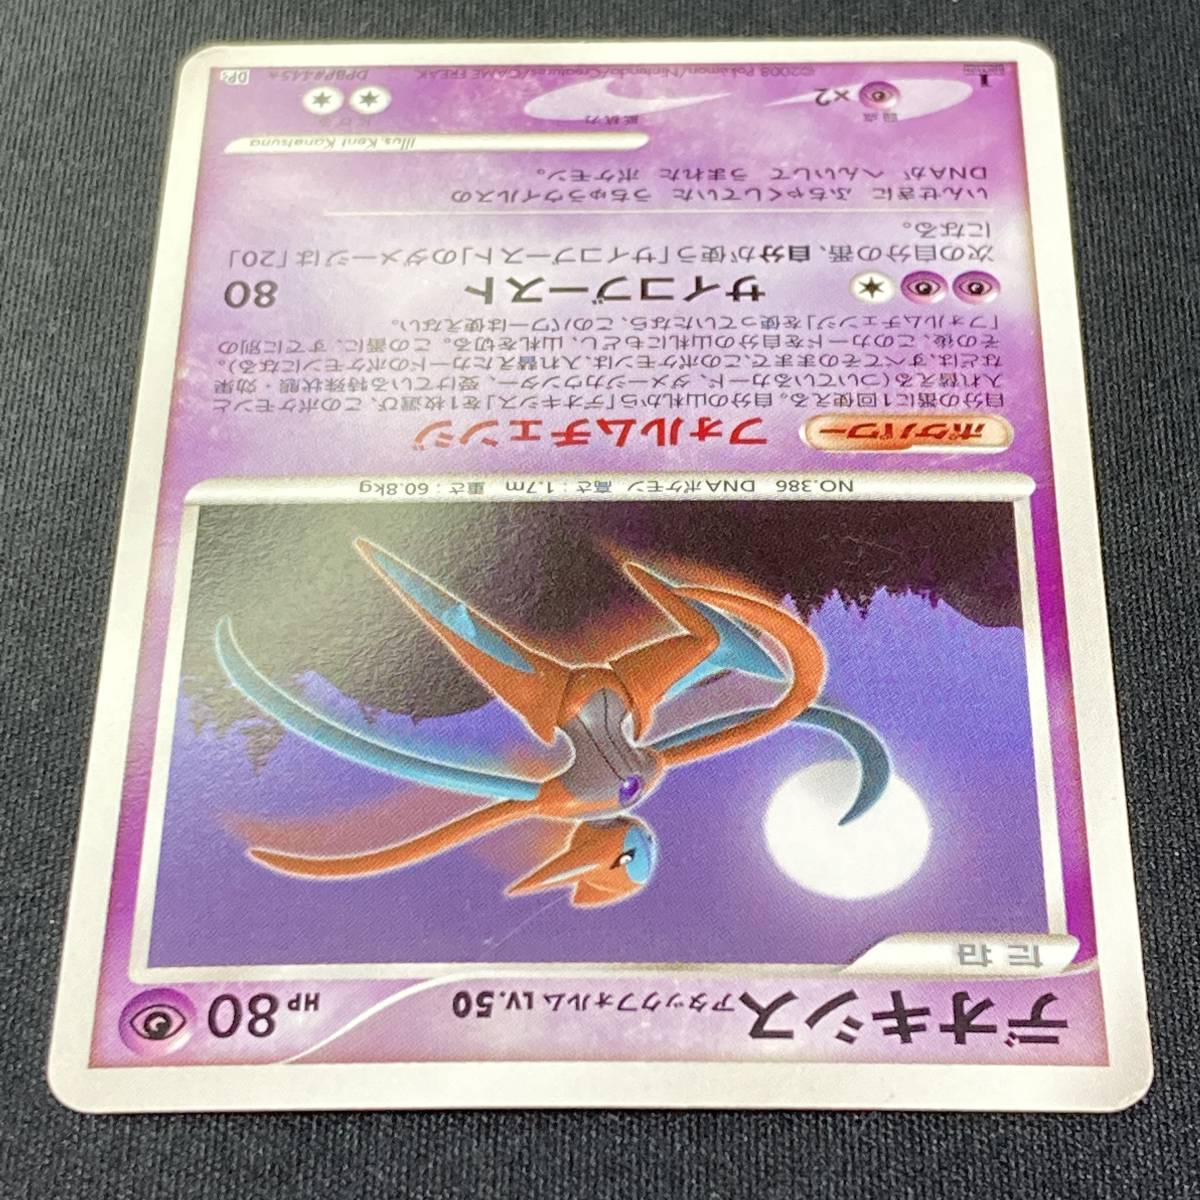 たね
デオキシス アタックフォルム LV.50 HP 80
NO.386 DNAポケモン 高さ：1.7m 重さ：60.8kg
ポケパワー フォルムチェンジ
自分の番に1回使える。自分の山札から「デオキシス」を1枚選び、このポケモンと
入れ替える（ついているカード、ダメージカウンター、受けている特殊状態・効果
などは、すべてそのままで、このポケモンは、入れ替えたカードのポケモンになる）。
その後、このカードを自分の山札にもどし、山札を切る。この番に、すでに別の
「フォルムチェンジ」を使っていたなら、このパワーは使えない。
サイコブースト 80
次の自分の番、自分が使う「サイコブースト」のダメージは「20」
になる。
いんせきに ふちゃくしていた うちゅうウイルスの
DNAが へんいして うまれた ポケモン。
Illus. Kent Kanetsuna
弱点 ×2 抵抗力 にげる
1 EDITION ©2008 Pokémon/Nintendo/Creatures/GAME FREAK. DPBP#445 DP5